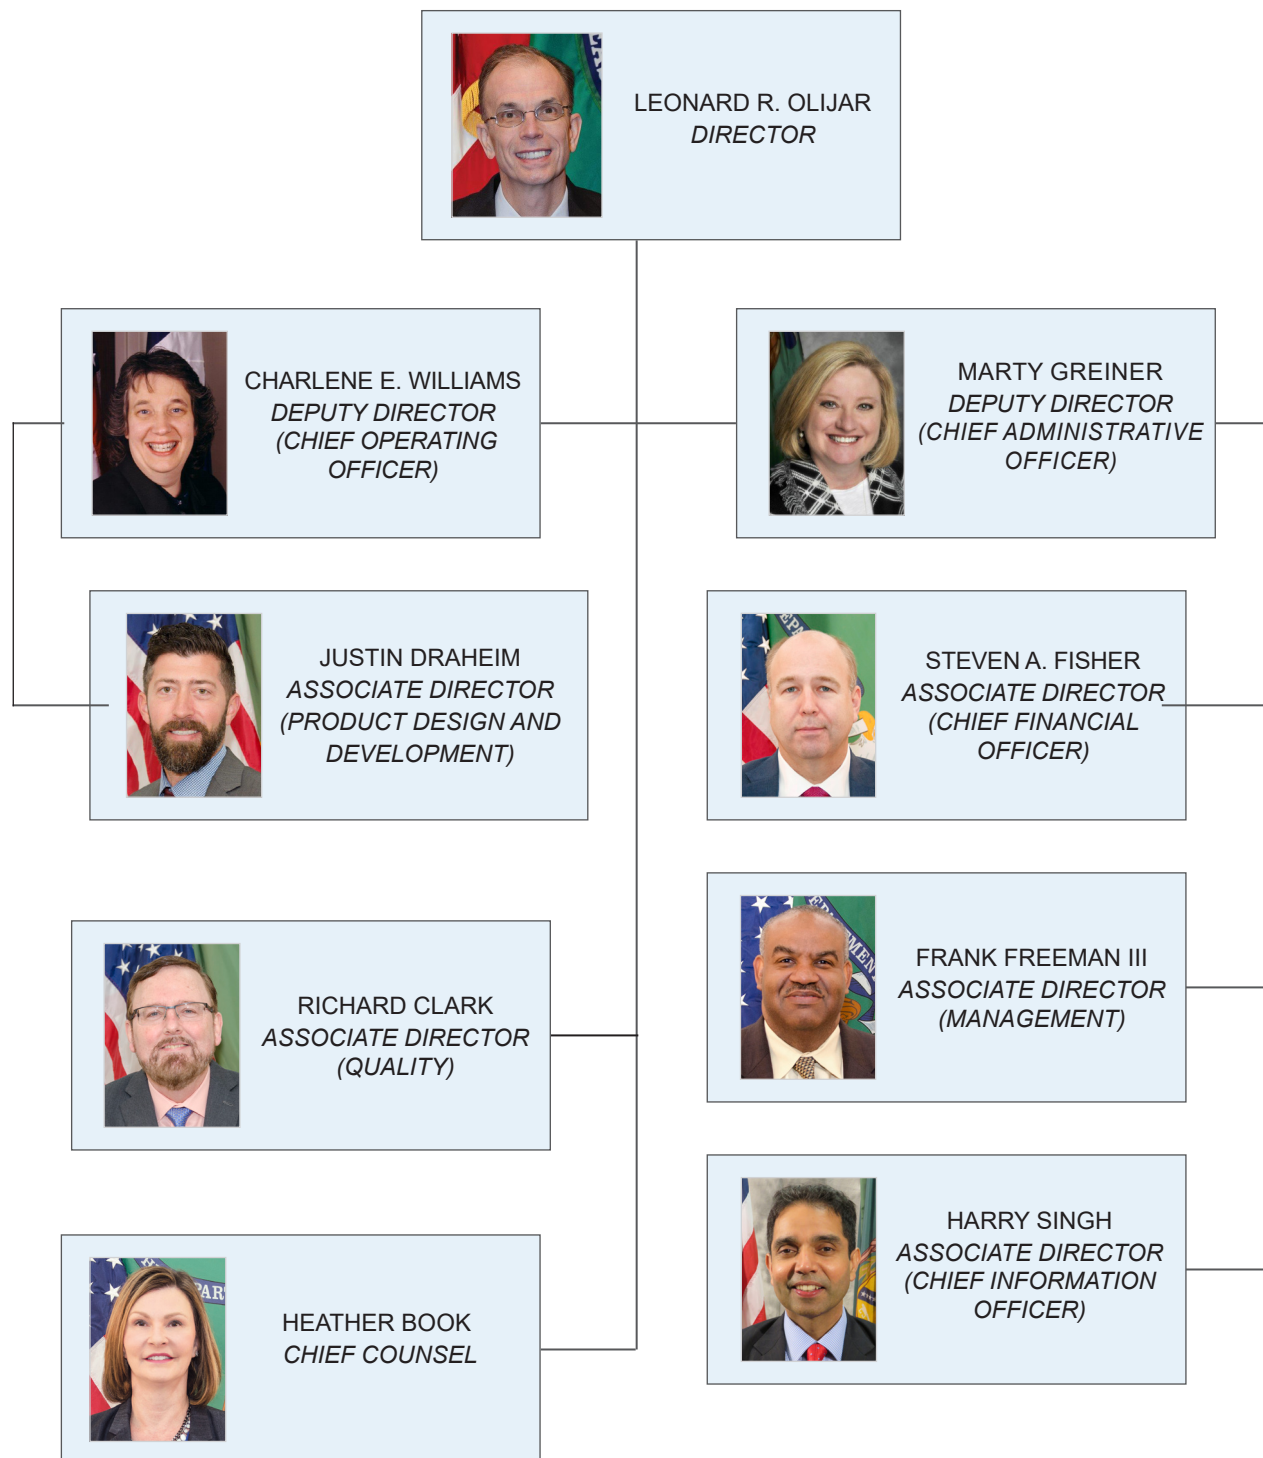 LEONARD R. OLIJAR
DIRECTOR
CHARLENE E. WILLIAMS
DEPUTY DIRECTOR
(CHIEF OPERATING
OFFICER)
MARTY GREINER
DEPUTY DIRECTOR
(CHIEF ADMINISTRATIVE
OFFICER)
JUSTIN DRAHEIM
ASSOCIATE DIRECTOR
(PRODUCT DESIGN AND
DEVELOPMENT)
STEVEN A. FISHER
ASSOCIATE DIRECTOR
(CHIEF FINANCIAL
OFFICER)
RICHARD CLARK
ASSOCIATE DIRECTOR
(QUALITY)
FRANK FREEMAN III
ASSOCIATE DIRECTOR
(MANAGEMENT)
HEATHER BOOK
CHIEF COUNSEL
HARRY SINGH
ASSOCIATE DIRECTOR
(CHIEF INFORMATION
OFFICER)